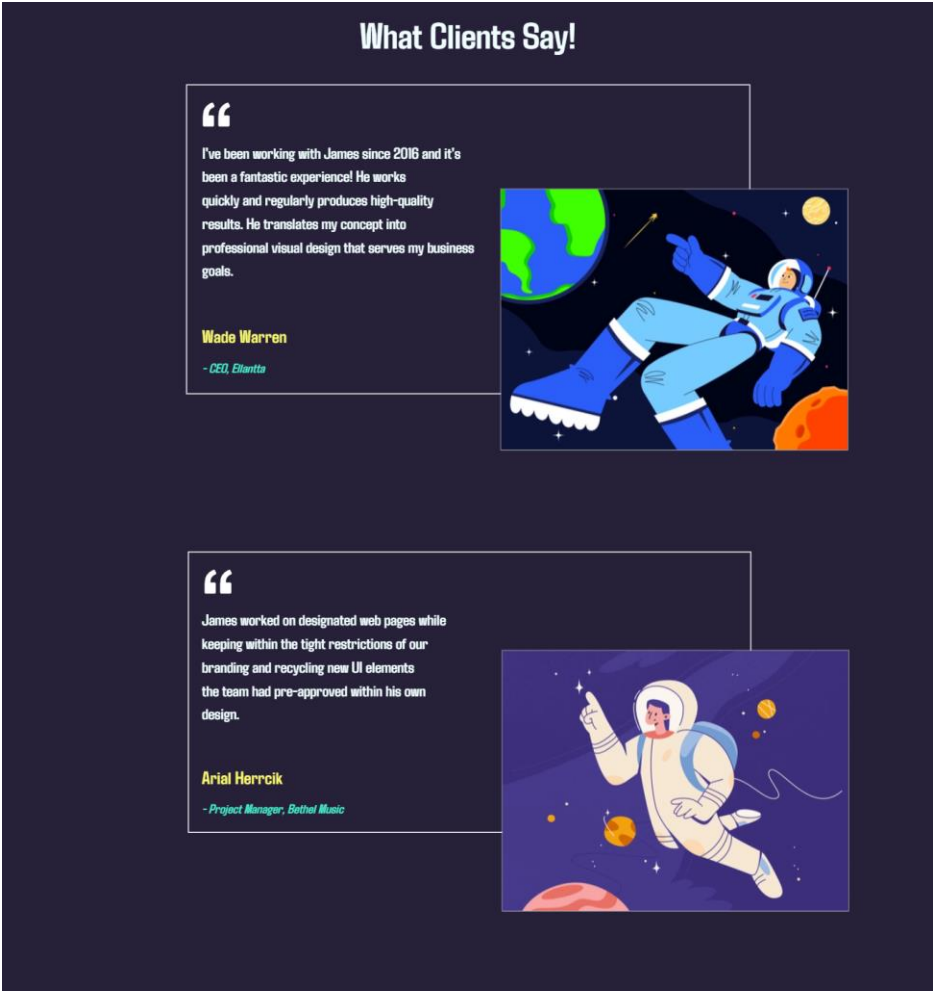 What Clients Say!
“
I've been working with James since 2016 and it's
been a fantastic experience! He works
quickly and regularly produces high-quality
results. He translates my concept into
professional visual design that serves my business
goals.
Wade Warren
- CEO, Ellantta
“
James worked on designated web pages while
keeping within the tight restrictions of our
branding and recycling new UI elements
the team had pre-approved within his own
design.
Arial Herrcik
- Project Manager, Bethel Music